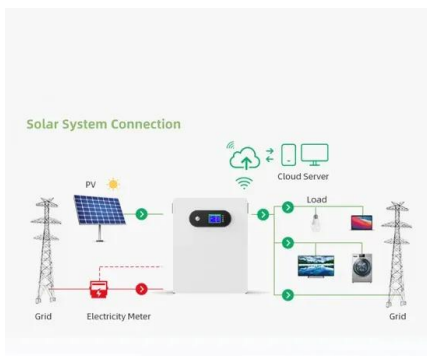 Solar System Connection
PV
Cloud Server
Load
Grid
Electricity Meter
Grid